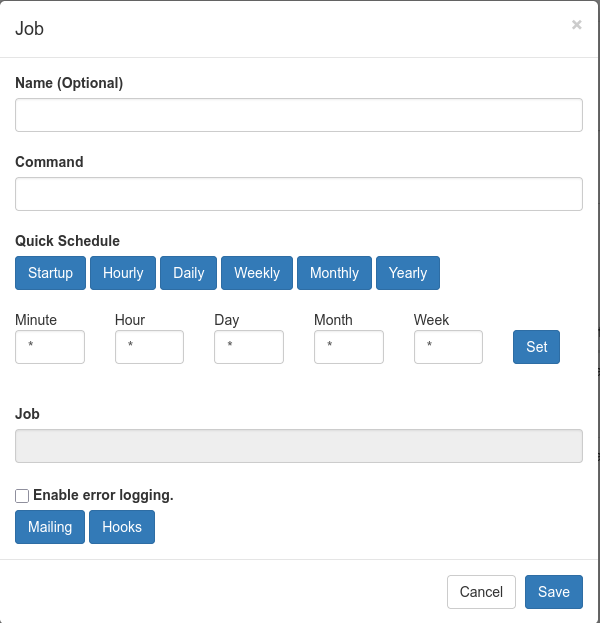 Job ×
Name (Optional)
Command
Quick Schedule
Startup Hourly Daily Weekly Monthly Yearly
Minute Hour Day Month Week
* * * * * Set
Job
Enable error logging.
Mailing Hooks
Cancel Save